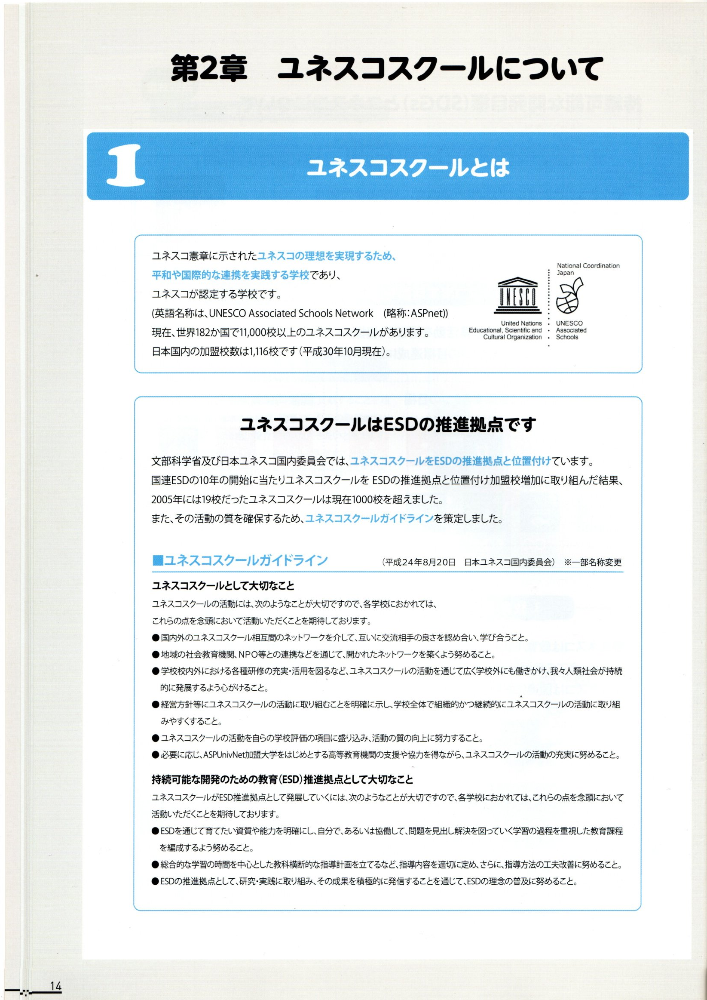 第2章　ユネスコスクールについて
1
ユネスコスクールとは
ユネスコ憲章に示されたユネスコの理想を実現するため、
平和や国際的な連携を実践する学校であり、
ユネスコが認定する学校です。
(英語名称は、UNESCO Associated Schools Network　(略称：ASPnet))
現在、世界182か国で11,000校以上のユネスコスクールがあります。
日本国内の加盟校数は1,116校です（平成30年10月現在）。
UNESCO
United Nations
Educational, Scientific and
Cultural Organization
National Coordination
Japan
UNESCO
Associated
Schools
ユネスコスクールはESDの推進拠点です
文部科学省及び日本ユネスコ国内委員会では、ユネスコスクールをESDの推進拠点と位置付けています。
国連ESDの10年の開始に当たりユネスコスクールを ESDの推進拠点と位置付け加盟校増加に取り組んだ結果、
2005年には19校だったユネスコスクールは現在1000校を超えました。
また、その活動の質を確保するため、ユネスコスクールガイドラインを策定しました。
■ユネスコスクールガイドライン　（平成24年8月20日　日本ユネスコ国内委員会）　※一部名称変更
ユネスコスクールとして大切なこと
ユネスコスクールの活動には、次のようなことが大切ですので、各学校におかれては、
これらの点を念頭において活動いただくことを期待しております。
●国内外のユネスコスクール相互間のネットワークを介して、互いに交流相手の良さを認め合い、学び合うこと。
●地域の社会教育機関、NPO等との連携などを通じて、開かれたネットワークを築くよう努めること。
●学校校内外における各種研修の充実・活用を図るなど、ユネスコスクールの活動を通じて広く学校外にも働きかけ、我々人類社会が持続
的に発展するよう心がけること。
●経営方針等にユネスコスクールの活動に取り組むことを明確に示し、学校全体で組織的かつ継続的にユネスコスクールの活動に取り組
みやすくすること。
●ユネスコスクールの活動を自らの学校評価の項目に盛り込み、活動の質の向上に努力すること。
●必要に応じ、ASPUnivNet加盟大学をはじめとする高等教育機関の支援や協力を得ながら、ユネスコスクールの活動の充実に努めること。
持続可能な開発のための教育（ESD）推進拠点として大切なこと
ユネスコスクールがESD推進拠点として発展していくには、次のようなことが大切ですので、各学校におかれては、これらの点を念頭において
活動いただくことを期待しております。
●ESDを通じて育てたい資質や能力を明確にし、自分で、あるいは協働して、問題を見出し解決を図っていく学習の過程を重視した教育課程
を編成するよう努めること。
●総合的な学習の時間を中心とした教科横断的な指導計画を立てるなど、指導内容を適切に定め、さらに、指導方法の工夫改善に努めること。
●ESDの推進拠点として、研究・実践に取り組み、その成果を積極的に発信することを通じて、ESDの理念の普及に努めること。
14